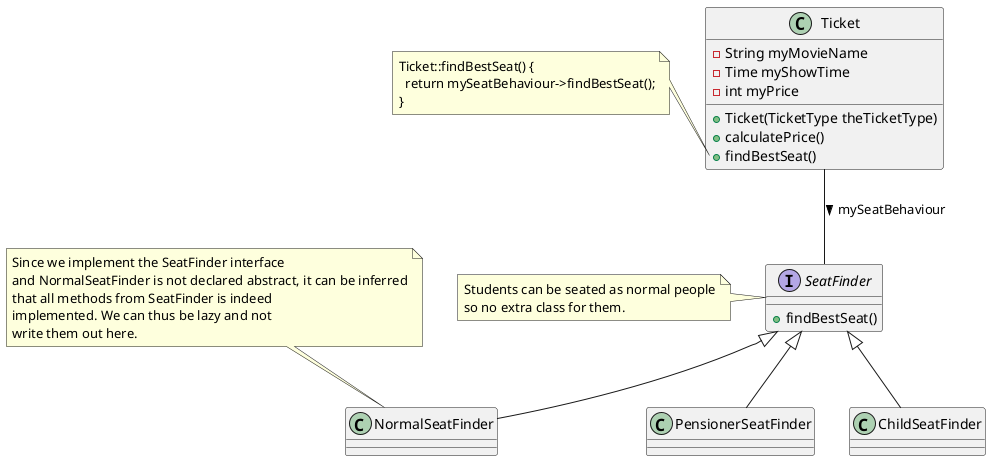 C Ticket
String myMovieName
Time myShowTime
int myPrice
Ticket(TicketType theTicketType)
calculatePrice()
findBestSeat()
Ticket::findBestSeat() {
return mySeatBehaviour->findBestSeat();
}
mySeatBehaviour
Since we implement the SeatFinder interface
and NormalSeatFinder is not declared abstract, it can be inferred
that all methods from SeatFinder is indeed
implemented. We can thus be lazy and not
write them out here.
Students can be seated as normal people
so no extra class for them.
I SeatFinder
findBestSeat()
C NormalSeatFinder
C PensionerSeatFinder
C ChildSeatFinder